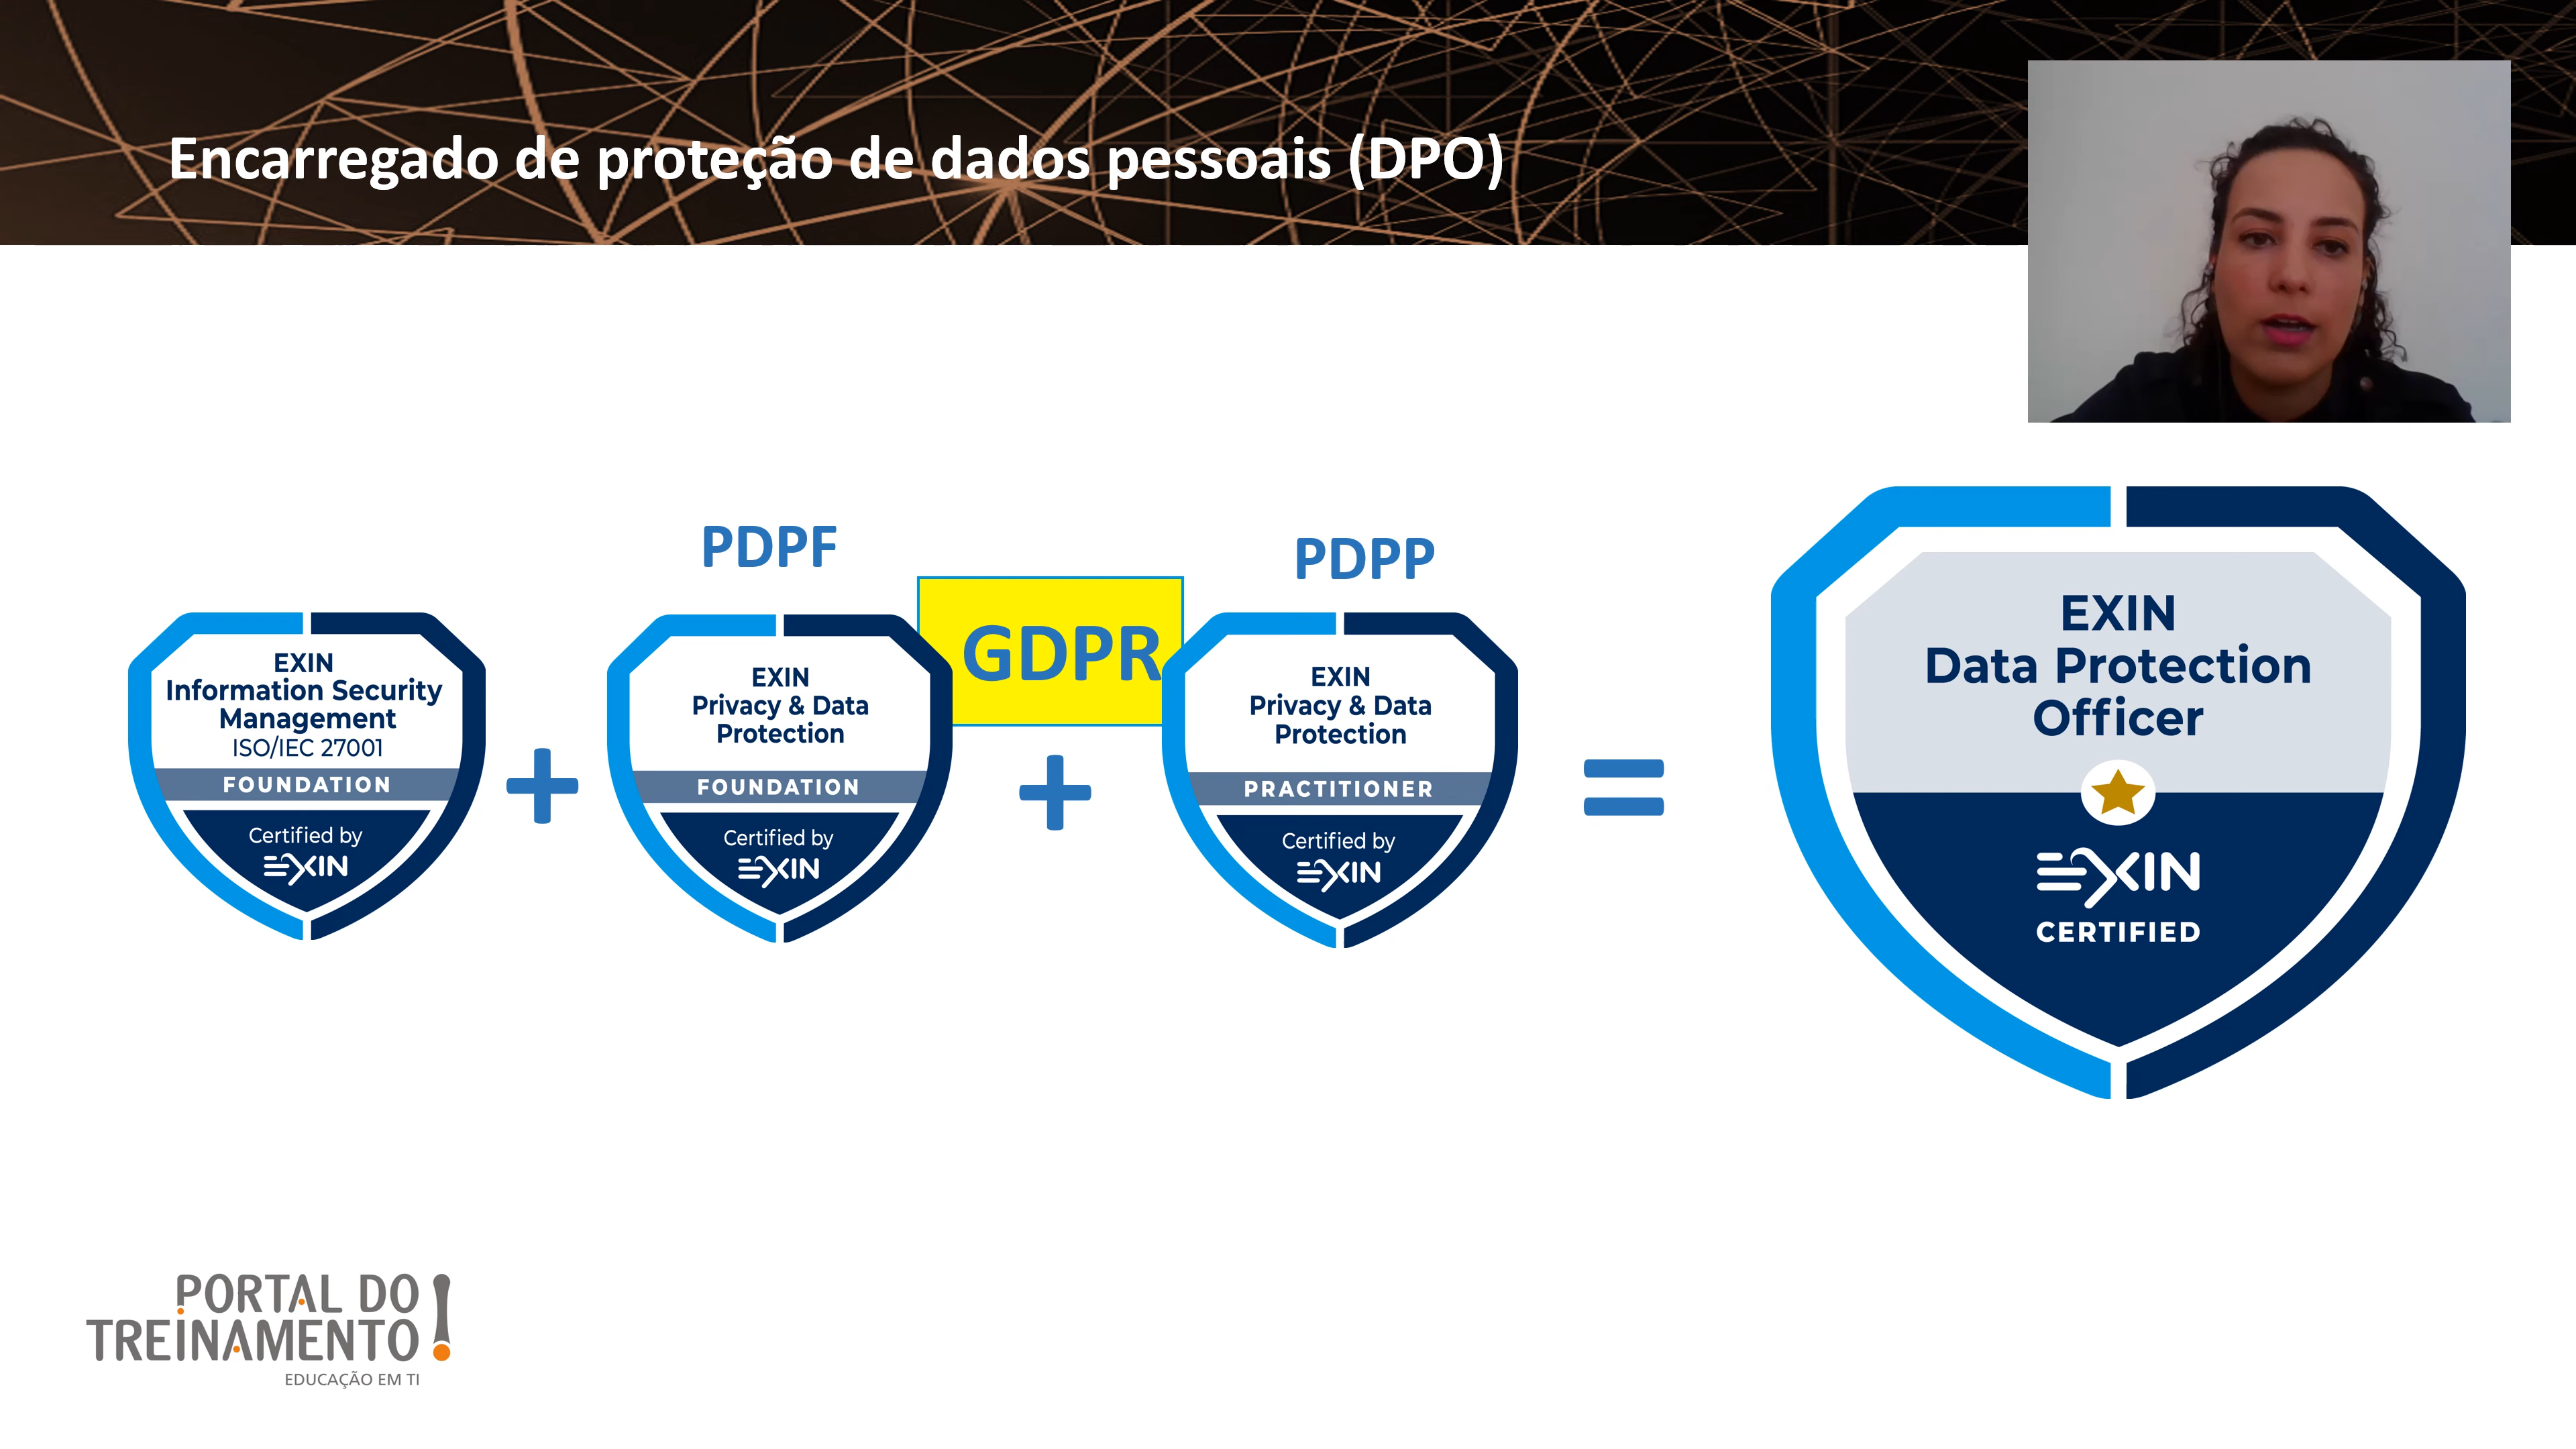 Encarregado de proteção de dados pessoais (DPO)
PDPF
PDPP
GDPR
EXIN
Information Security
Management
ISO/IEC 27001
FOUNDATION
Certified by
EXIN
+
EXIN
Privacy & Data
Protection
FOUNDATION
Certified by
EXIN
+
EXIN
Privacy & Data
Protection
PRACTITIONER
Certified by
EXIN
=
EXIN
Data Protection
Officer
EXIN
CERTIFIED
PORTAL DO
TREINAMENTO!
EDUCAÇÃO EM TI